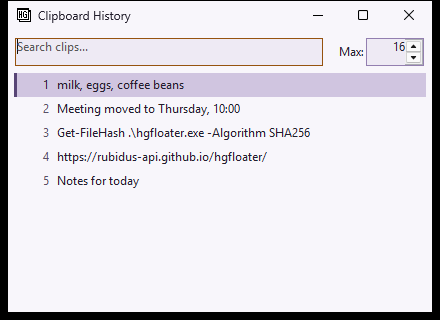 HG Clipboard History
Search clips...
Max: 16
1 milk, eggs, coffee beans
2 Meeting moved to Thursday, 10:00
3 Get-FileHash .\hgfloater.exe -Algorithm SHA256
4 https://rubidus-api.github.io/hgfloater/
5 Notes for today